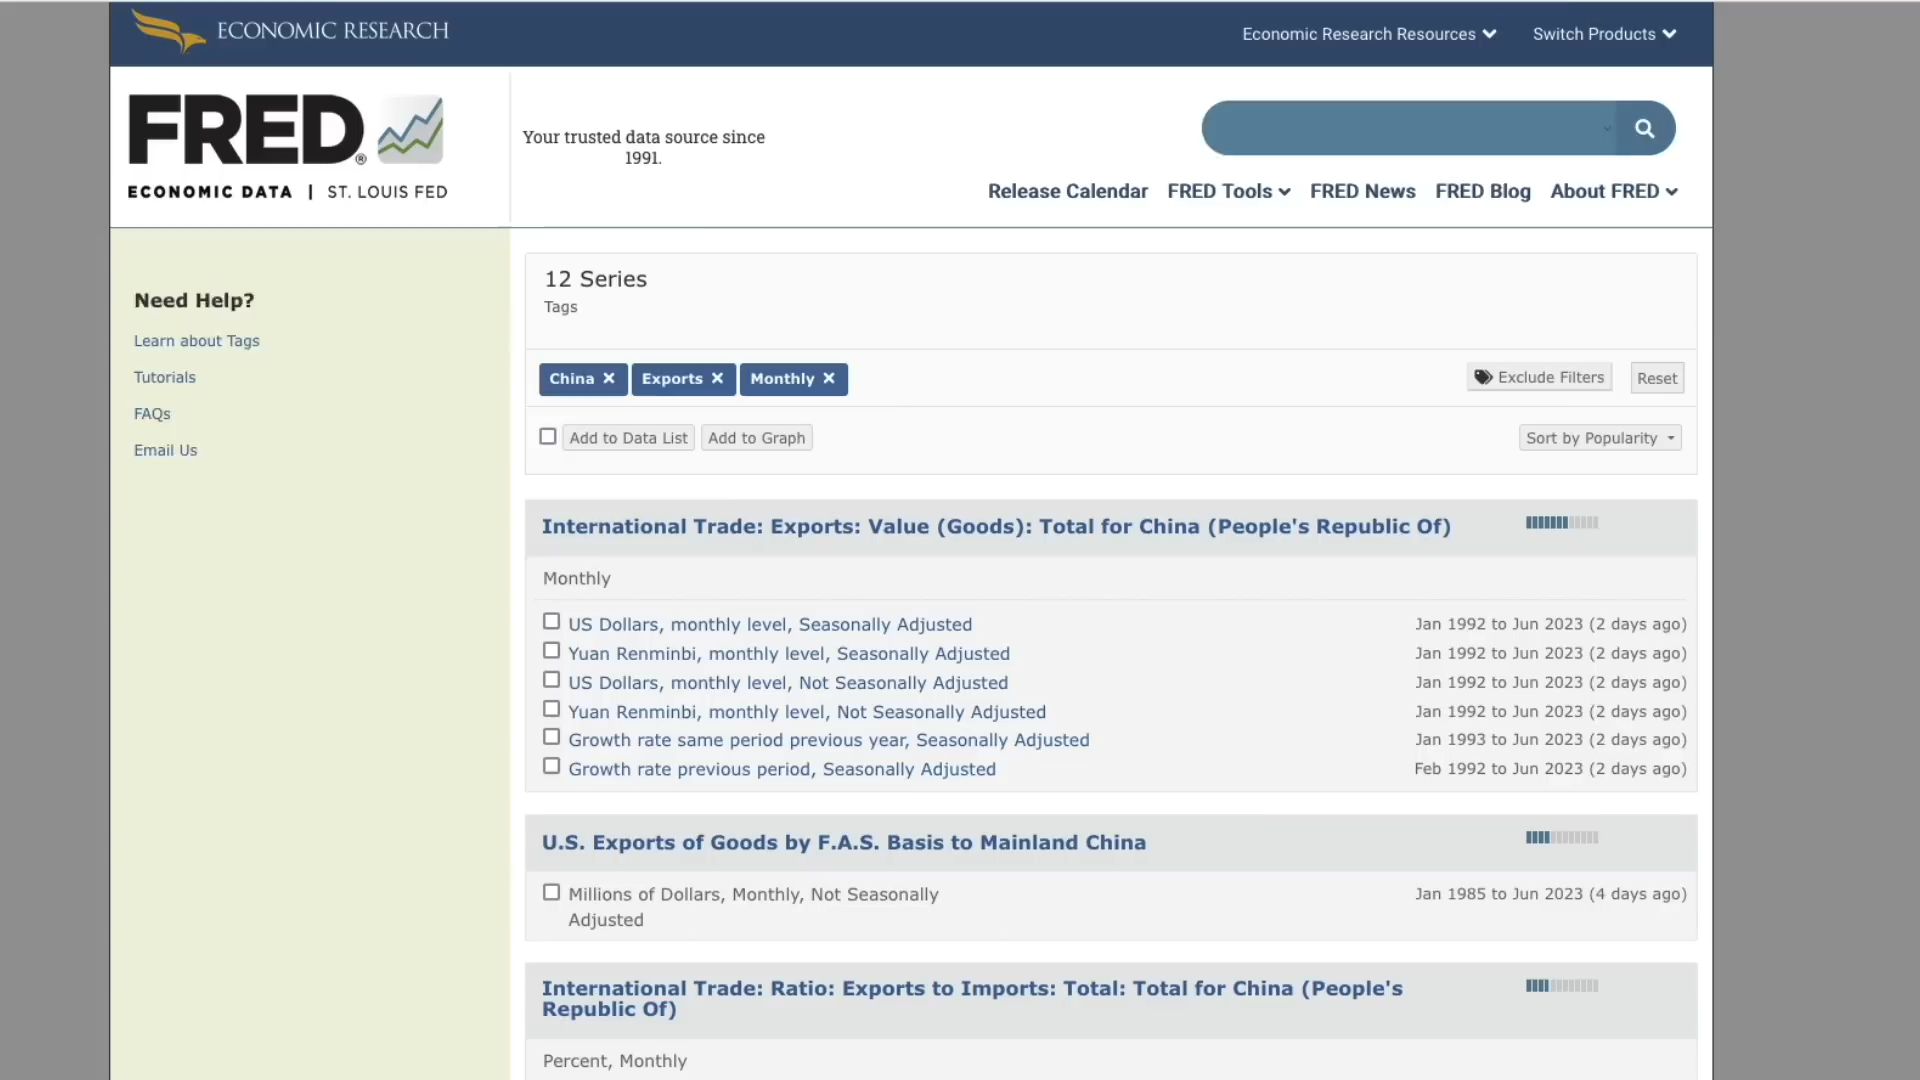 ECONOMIC RESEARCH
Economic Research Resources
Switch Products
FRED®
ECONOMIC DATA | ST. LOUIS FED
Your trusted data source since
1991.
Release Calendar
FRED Tools
FRED News
FRED Blog
About FRED
Need Help?
Learn about Tags
Tutorials
FAQs
Email Us
12 Series
Tags
China
Exports
Monthly
Exclude Filters
Reset
Add to Data List
Add to Graph
Sort by Popularity
International Trade: Exports: Value (Goods): Total for China (People's Republic Of)
Monthly
US Dollars, monthly level, Seasonally Adjusted Jan 1992 to Jun 2023 (2 days ago)
Yuan Renminbi, monthly level, Seasonally Adjusted Jan 1992 to Jun 2023 (2 days ago)
US Dollars, monthly level, Not Seasonally Adjusted Jan 1992 to Jun 2023 (2 days ago)
Yuan Renminbi, monthly level, Not Seasonally Adjusted Jan 1992 to Jun 2023 (2 days ago)
Growth rate same period previous year, Seasonally Adjusted Jan 1993 to Jun 2023 (2 days ago)
Growth rate previous period, Seasonally Adjusted Feb 1992 to Jun 2023 (2 days ago)
U.S. Exports of Goods by F.A.S. Basis to Mainland China
Millions of Dollars, Monthly, Not Seasonally Jan 1985 to Jun 2023 (4 days ago)
Adjusted
International Trade: Ratio: Exports to Imports: Total: Total for China (People's
Republic Of)
Percent, Monthly